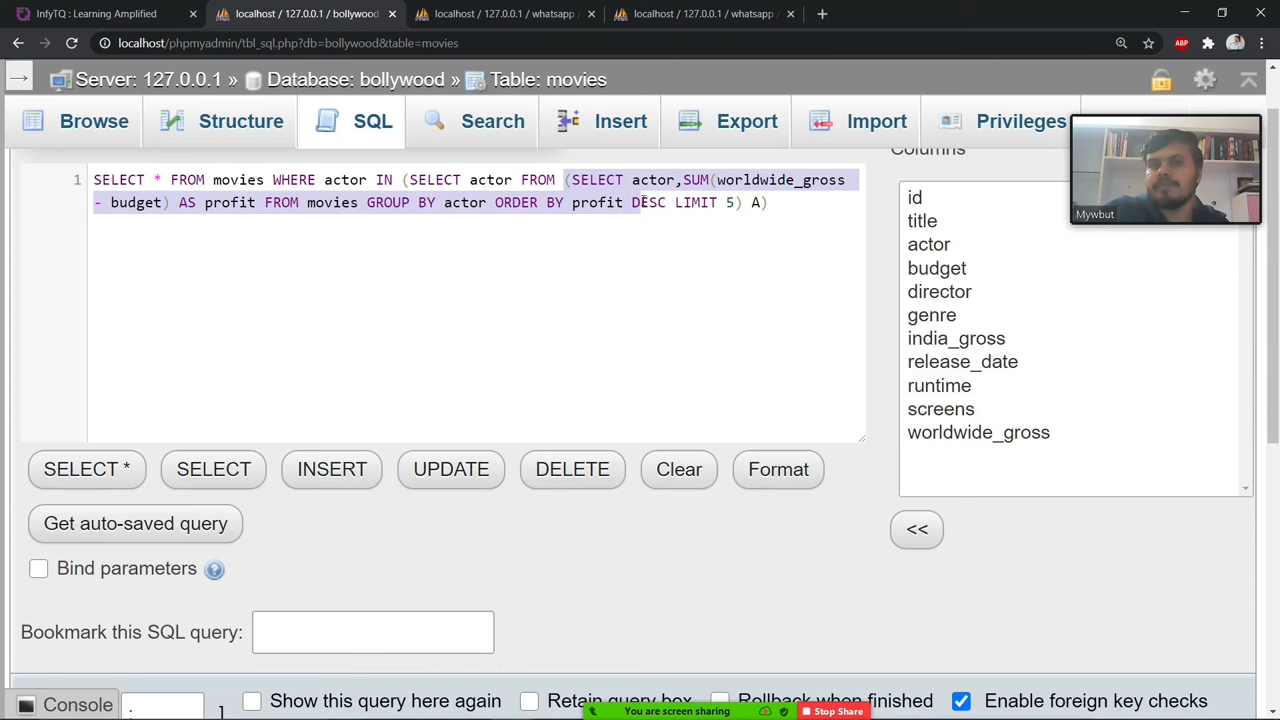 InfyTQ : Learning Amplified
localhost / 127.0.0.1 / bollywood
localhost / 127.0.0.1 / whatsapp
localhost / 127.0.0.1 / whatsapp
localhost/phpmyadmin/tbl_sql.php?db=bollywood&table=movies
ABP
Server: 127.0.0.1 » Database: bollywood » Table: movies
Browse
Structure
SQL
Search
Insert
Export
Import
Privileges
Mywbut
Columns
1
SELECT * FROM movies WHERE actor IN (SELECT actor FROM (SELECT actor,SUM(worldwide_gross
- budget) AS profit FROM movies GROUP BY actor ORDER BY profit DESC LIMIT 5) A)
id
title
actor
budget
director
genre
india_gross
release_date
runtime
screens
worldwide_gross
SELECT *
SELECT
INSERT
UPDATE
DELETE
Clear
Format
<<
Get auto-saved query
Bind parameters
Bookmark this SQL query:
Console
; ]
Show this query here again
Retain query box
Rollback when finished
Enable foreign key checks
You are screen sharing
Stop Share